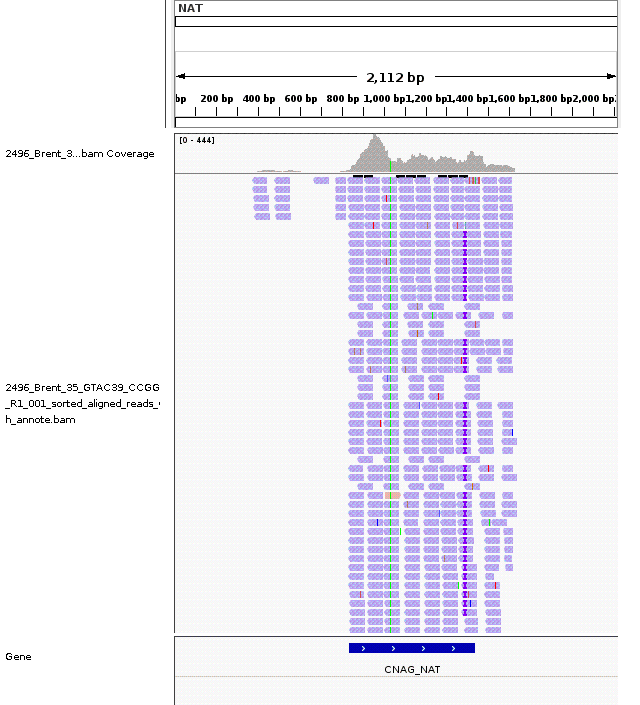 NAT
2,112 bp
bp 200 bp 400 bp 600 bp 800 bp 1,000 bp 1,200 bp 1,400 bp 1,600 bp 1,800 bp 2,000 bp
[0 - 444]
2496_Brent_3...bam Coverage
2496_Brent_35_GTAC39_CCGG
_R1_001_sorted_aligned_reads_
h_annote.bam
Gene
CNAG_NAT